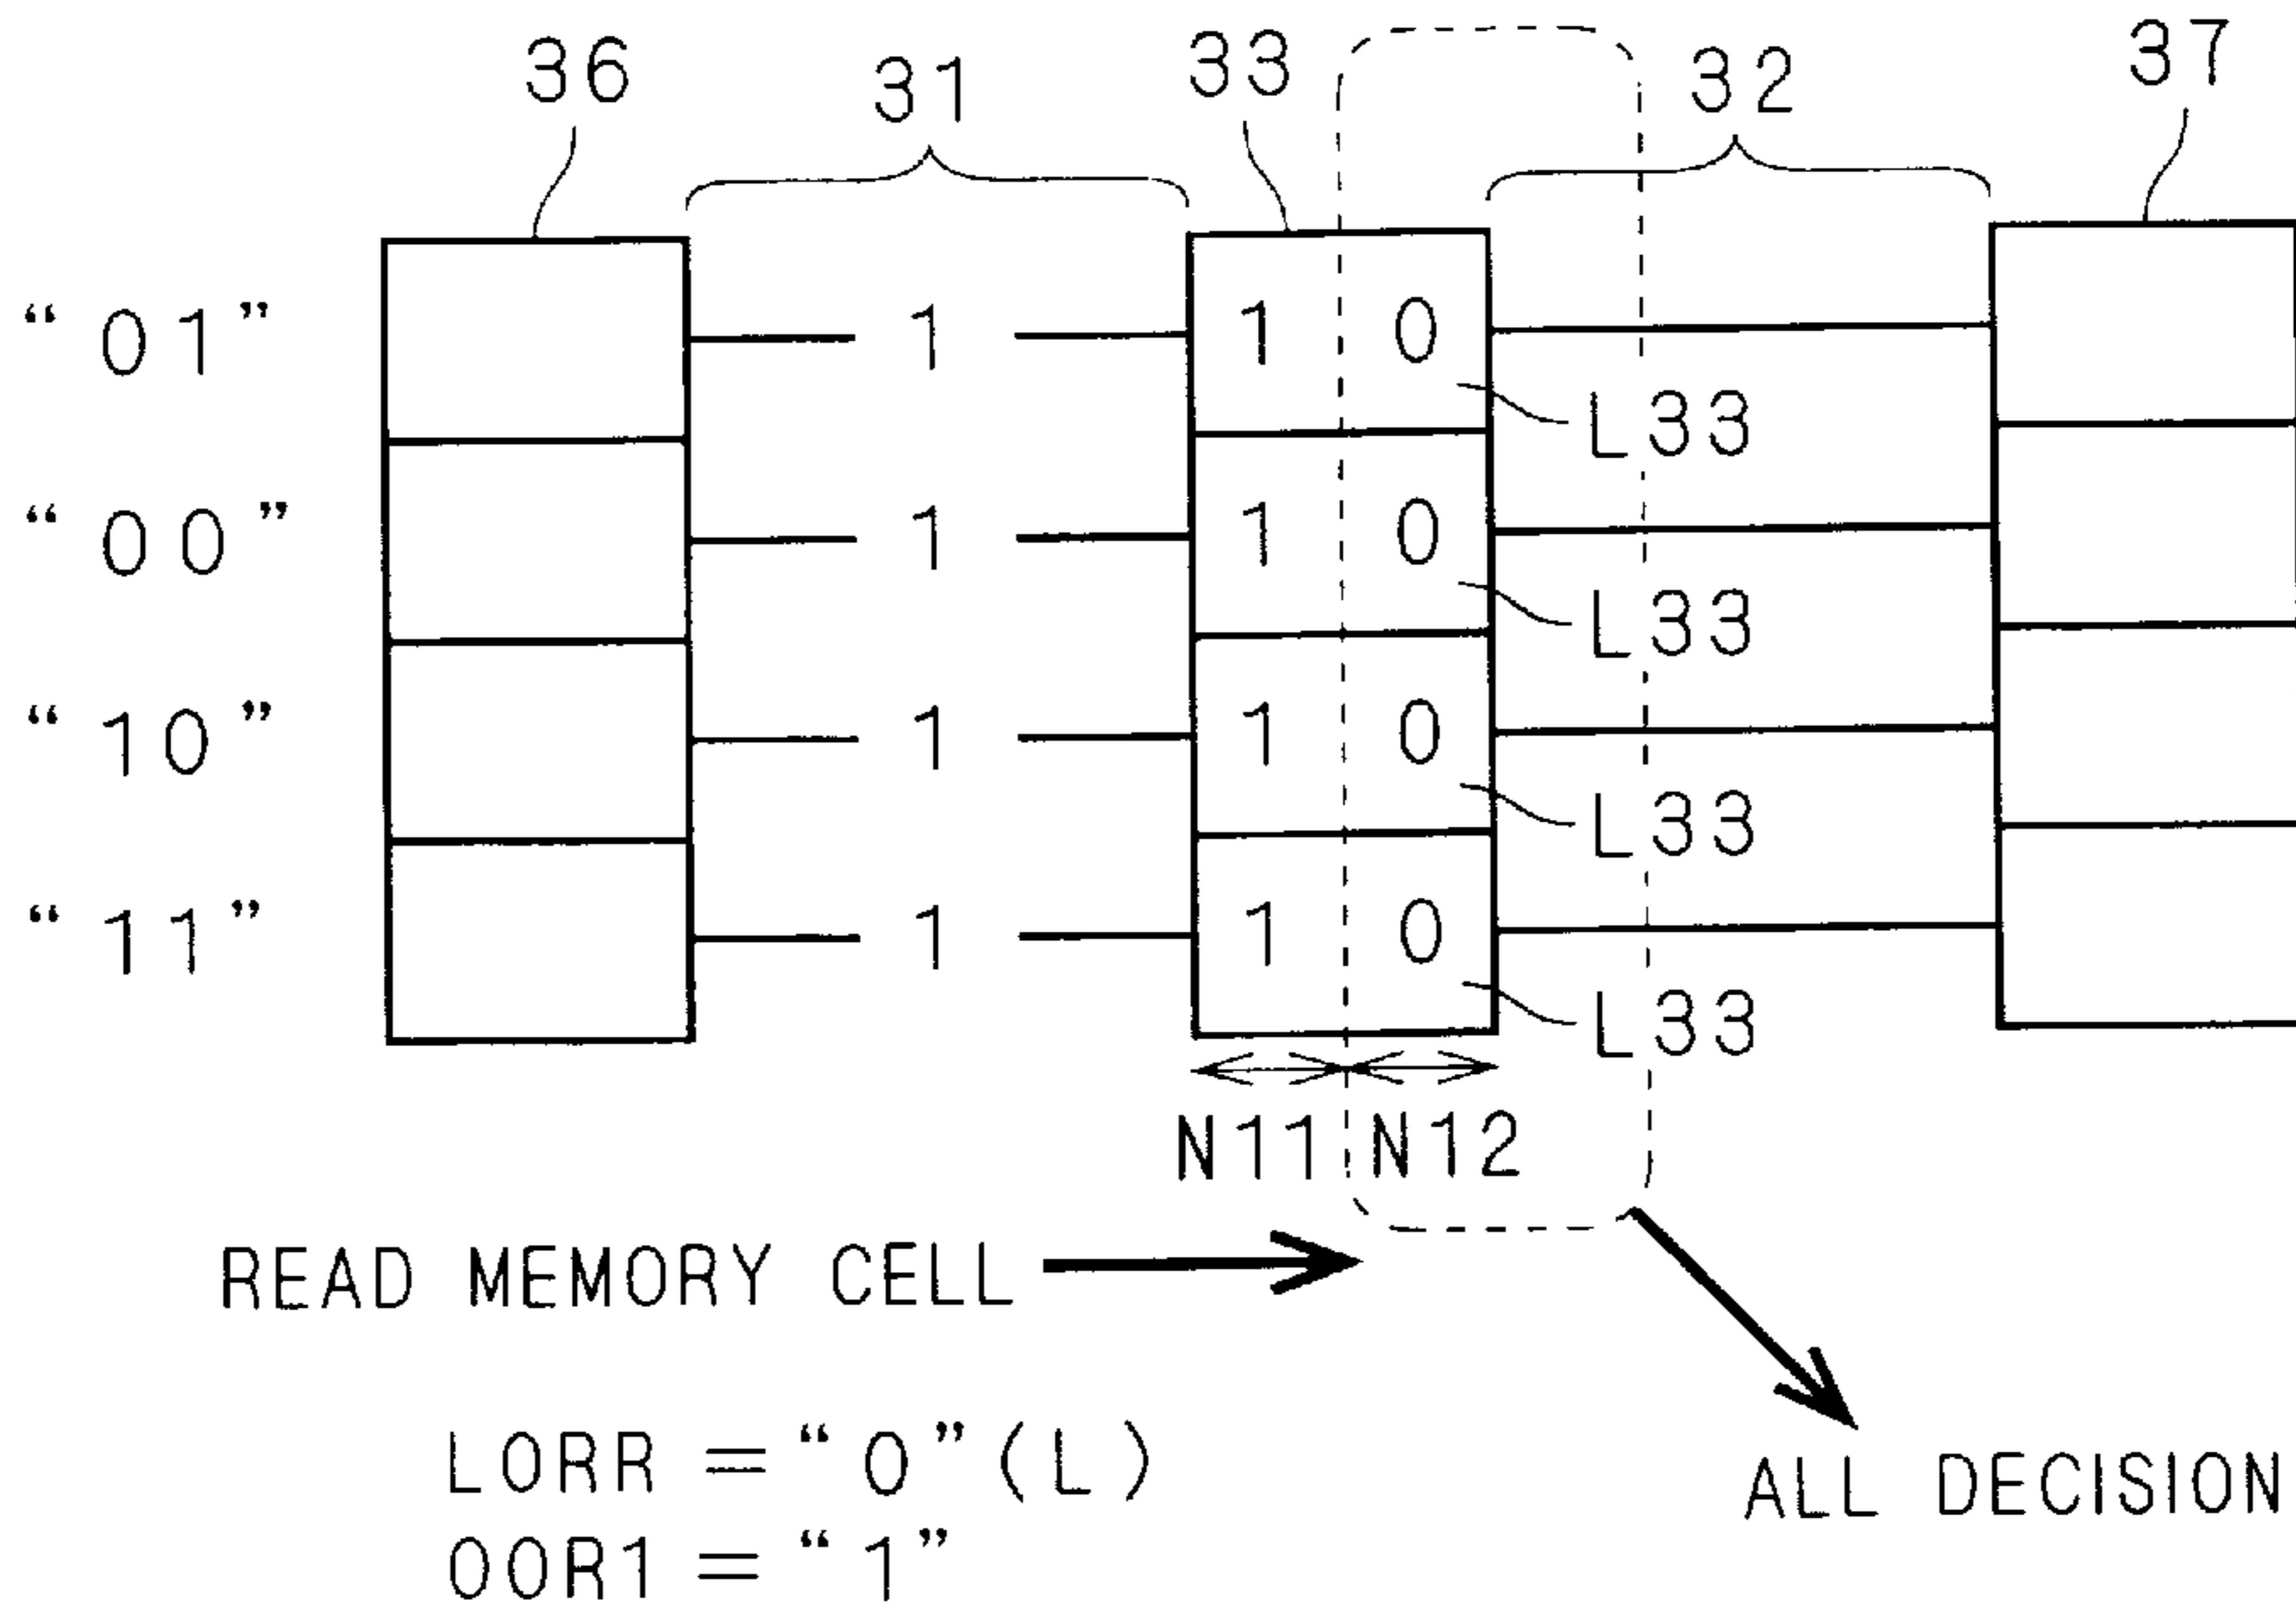 36 31 33 32 37
“01” 1 1 0
L33
“00” 1 1 0
L33
“10” 1 1 0
L33
“11” 1 1 0
L33
N11 N12
READ MEMORY CELL
LORR = “0”(L)
ALL DECISION
OOR1 = “1”